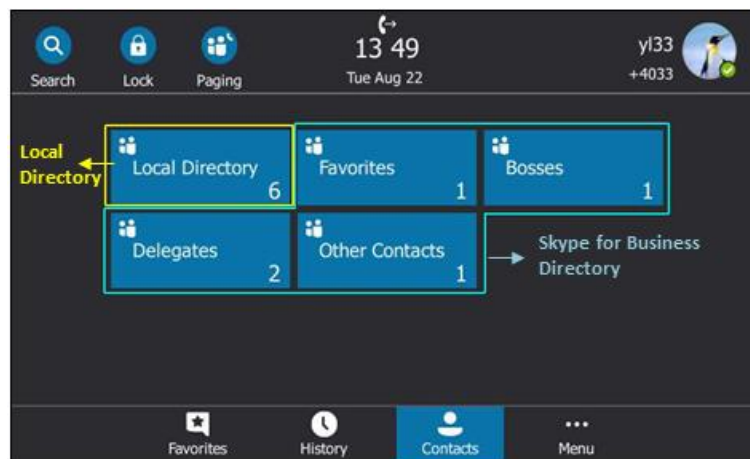 13 49
yl33
Search
Lock
Paging
Tue Aug 22
+4033
Local
Directory
Local Directory
6
Favorites
1
Bosses
1
Delegates
2
Other Contacts
1
Skype for Business
Directory
Favorites
History
Contacts
Menu